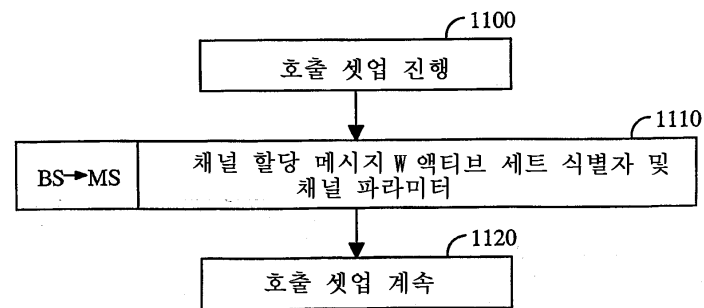 1100
호출 셋업 진행
1110
BS→MS
채널 할당 메시지 W 액티브 세트 식별자 및
채널 파라미터
1120
호출 셋업 계속